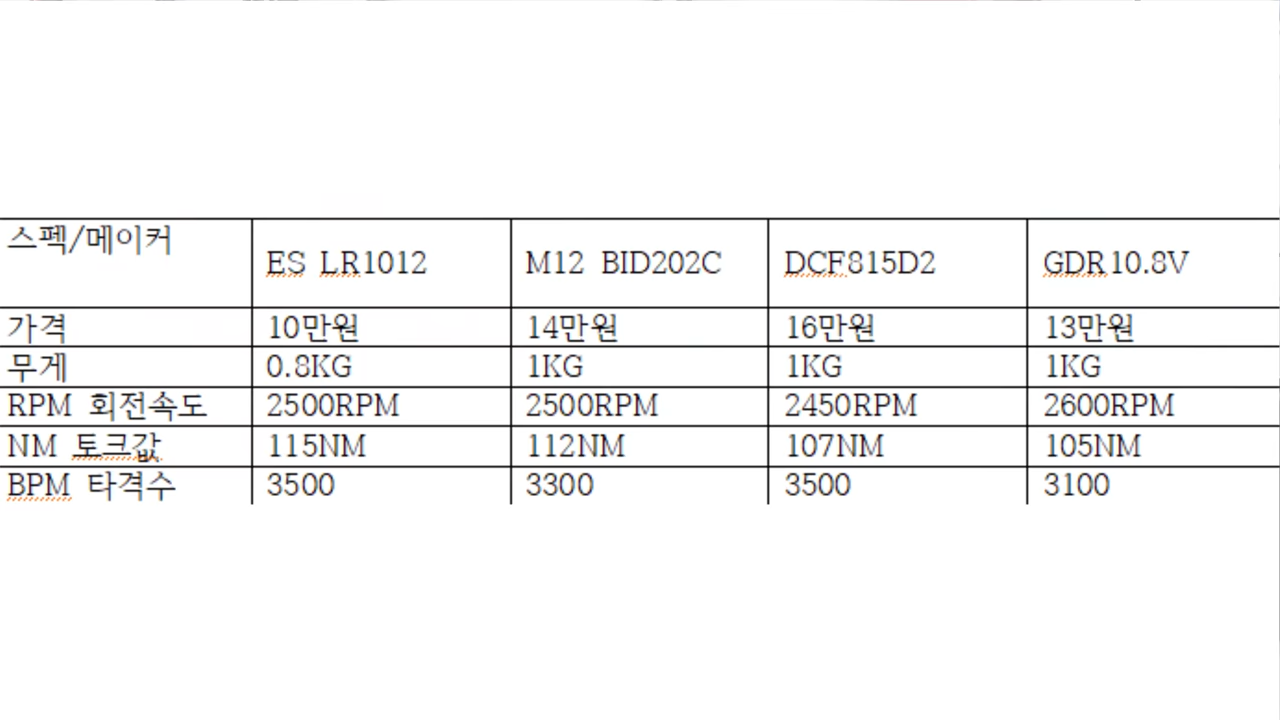 스펙/메이커 ES LR1012 M12 BID202C DCF815D2 GDR10.8V
가격 10만원 14만원 16만원 13만원
무게 0.8KG 1KG 1KG 1KG
RPM 회전속도 2500RPM 2500RPM 2450RPM 2600RPM
NM 토크값 115NM 112NM 107NM 105NM
BPM 타격수 3500 3300 3500 3100